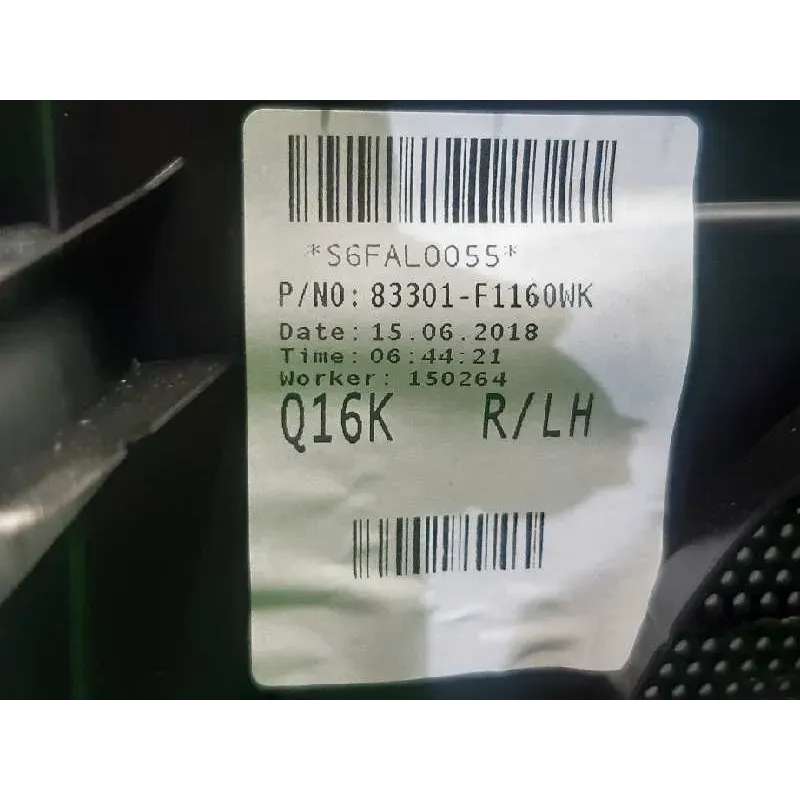 *S6FAL0055*
P/NO: 83301-F1160WK
Date: 15.06.2018
Time: 06:44:21
Worker: 150264
Q16K R/LH